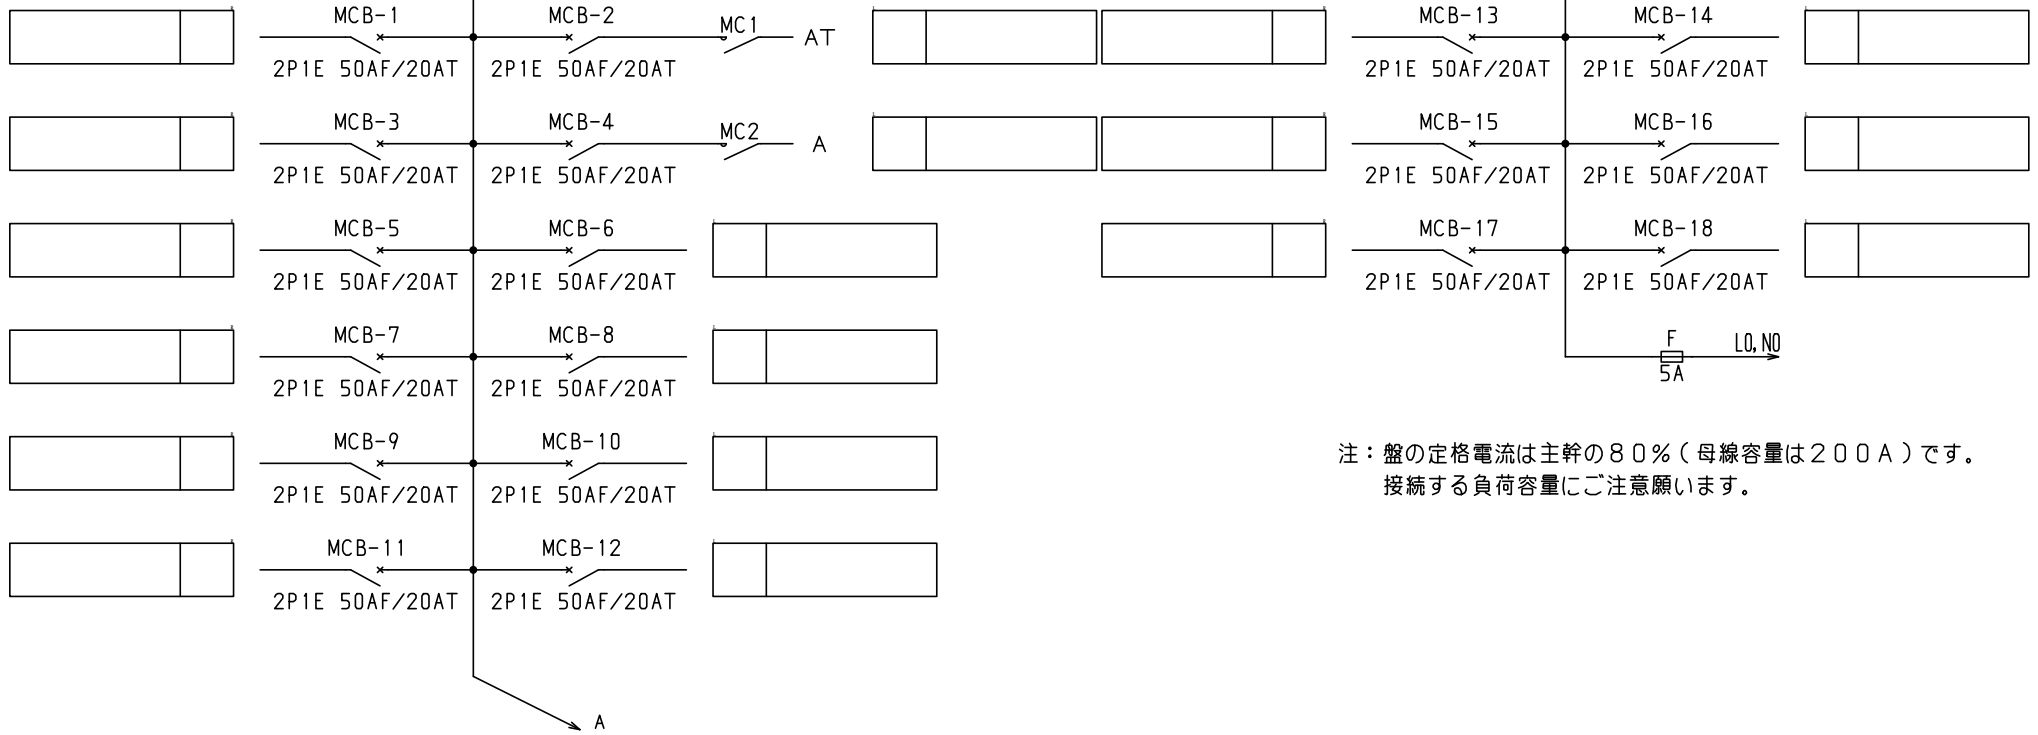 MCB-1 MCB-2 MC1 AT
2P1E 50AF/20AT 2P1E 50AF/20AT
MCB-3 MCB-4 MC2 A
2P1E 50AF/20AT 2P1E 50AF/20AT
MCB-5 MCB-6
2P1E 50AF/20AT 2P1E 50AF/20AT
MCB-7 MCB-8
2P1E 50AF/20AT 2P1E 50AF/20AT
MCB-9 MCB-10
2P1E 50AF/20AT 2P1E 50AF/20AT
MCB-11 MCB-12
2P1E 50AF/20AT 2P1E 50AF/20AT
A
MCB-13 MCB-14
2P1E 50AF/20AT 2P1E 50AF/20AT
MCB-15 MCB-16
2P1E 50AF/20AT 2P1E 50AF/20AT
MCB-17 MCB-18
2P1E 50AF/20AT 2P1E 50AF/20AT
F L0,N0
5A
注：盤の定格電流は主幹の８０％（母線容量は２００Ａ）です。
接続する負荷容量にご注意願います。